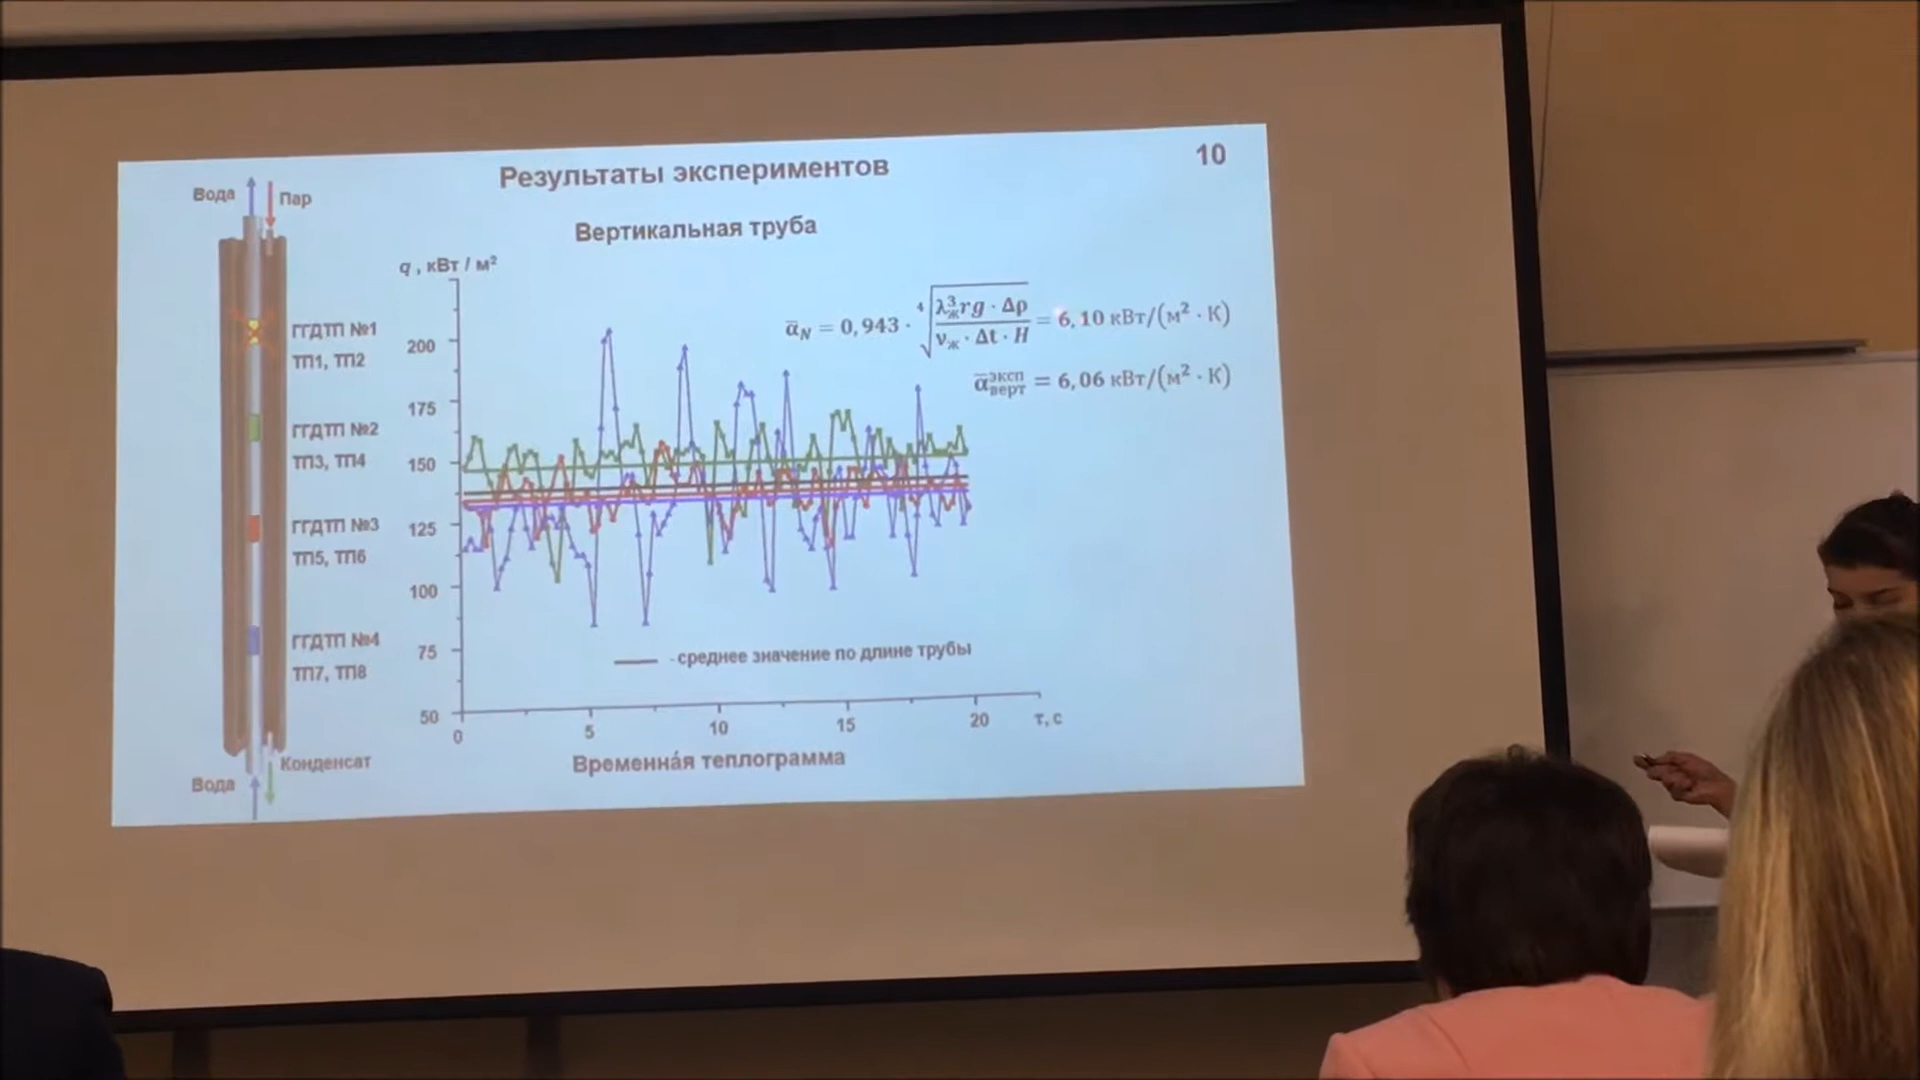 Результаты экспериментов
10
Вертикальная труба
Вода
Пар
ГГДТП №1
ТП1, ТП2
ГГДТП №2
ТП3, ТП4
ГГДТП №3
ТП5, ТП6
ГГДТП №4
ТП7, ТП8
Конденсат
Вода
q , кВт / м²
200
175
150
125
100
75
50
0
5
10
15
20
τ, с
ᾱ_N = 0,943 · ⁴√(λ³_ж rg · Δρ / ν_ж · Δt · H) = 6,10 кВт/(м² · К)
ᾱ^эксп_верт = 6,06 кВт/(м² · К)
- среднее значение по длине трубы
Временна́я теплограмма